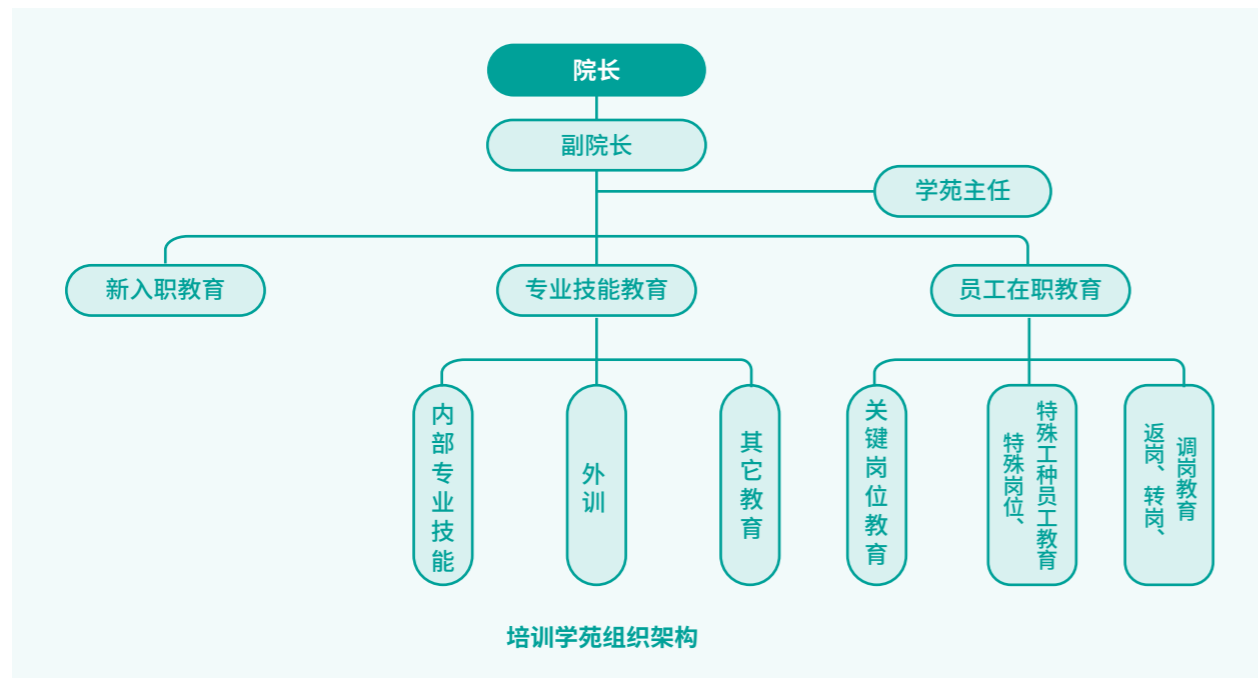 院长
副院长
学苑主任
新入职教育
专业技能教育
员工在职教育
内部专业技能
外训
其它教育
关键岗位教育
特殊岗位、
特殊工种员工教育
返岗、转岗、
调岗教育
培训学苑组织架构